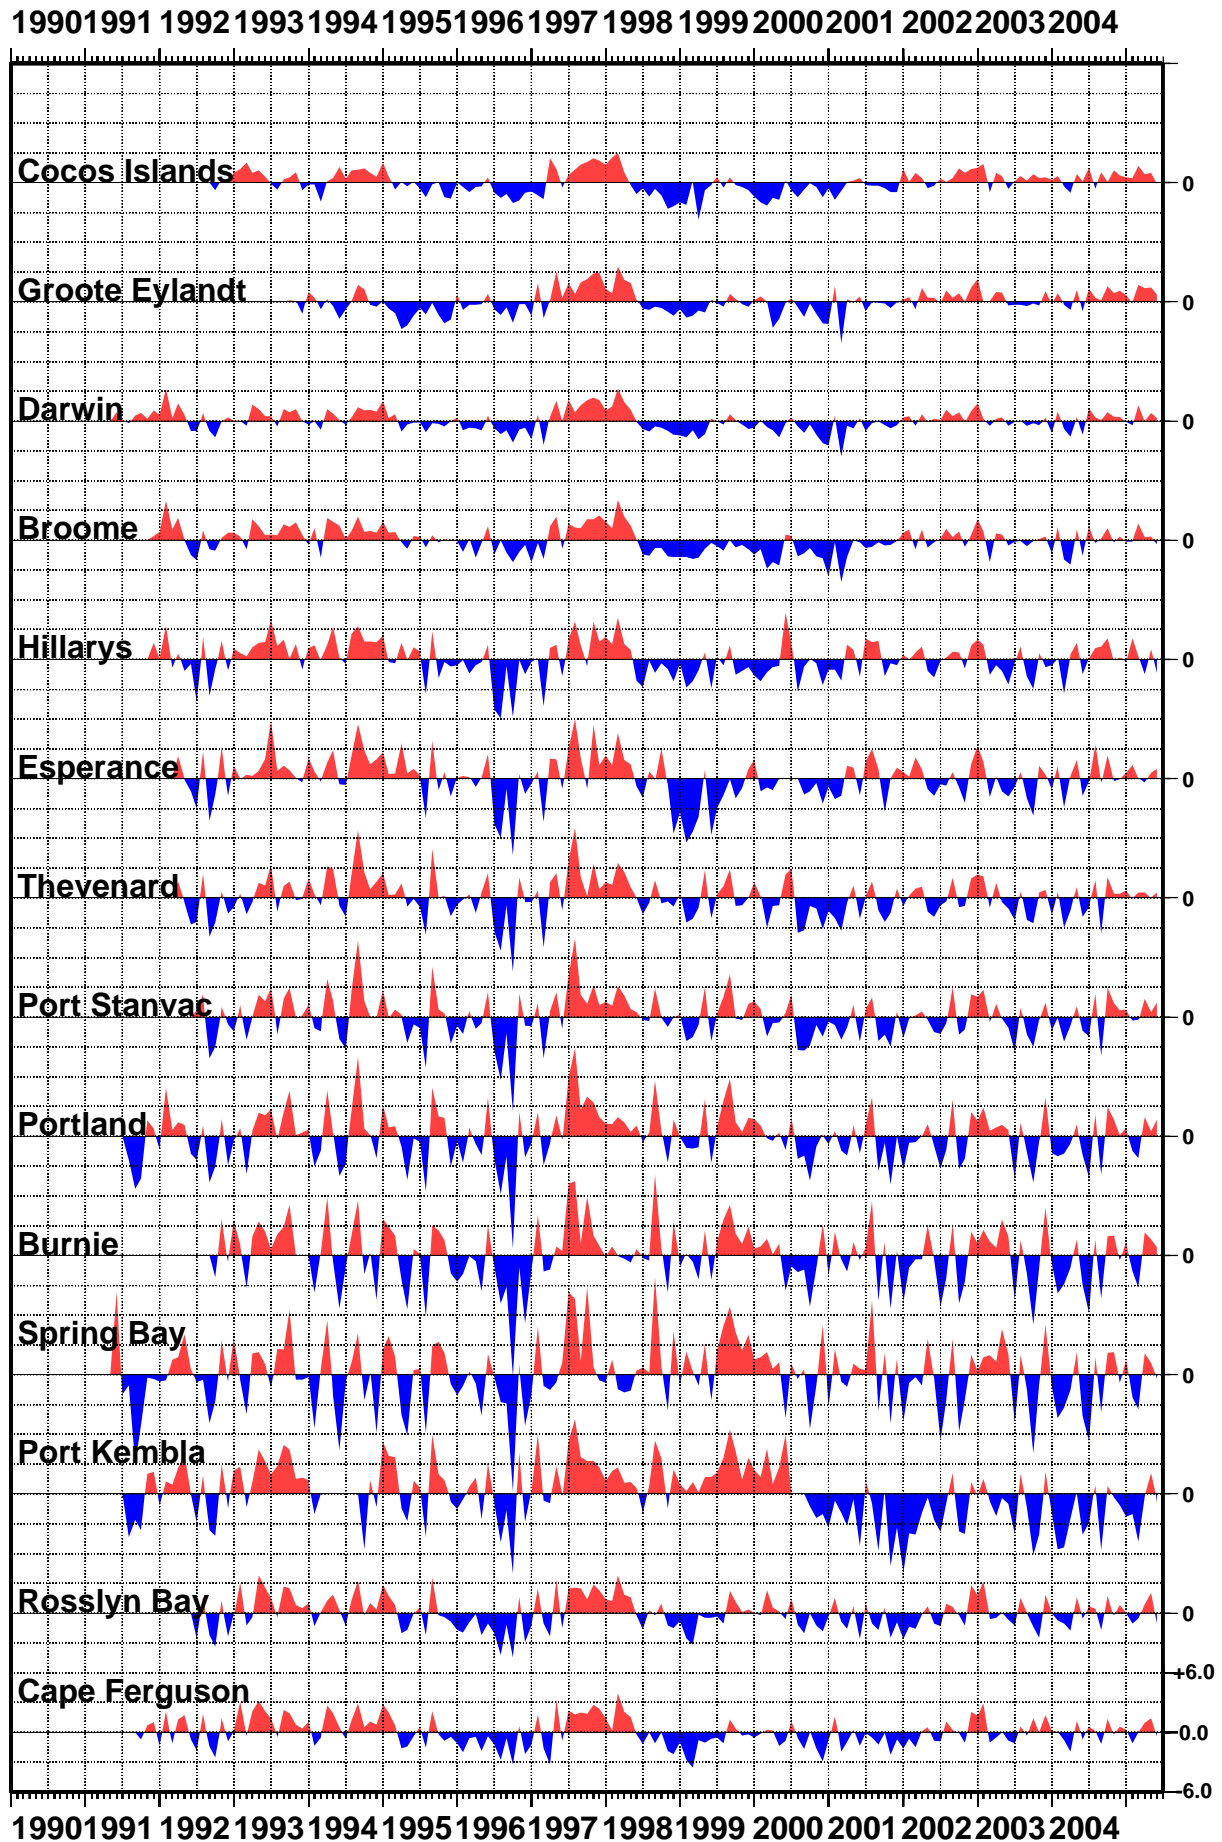 1990 1991 1992 1993 1994 1995 1996 1997 1998 1999 2000 2001 2002 2003 2004
Cocos Islands 0
Groote Eylandt 0
Darwin 0
Broome 0
Hillarys 0
Esperance 0
Thevenard 0
Port Stanvac 0
Portland 0
Burnie 0
Spring Bay 0
Port Kembla 0
Rosslyn Bay 0
+6.0
Cape Ferguson
0.0
-6.0
1990 1991 1992 1993 1994 1995 1996 1997 1998 1999 2000 2001 2002 2003 2004